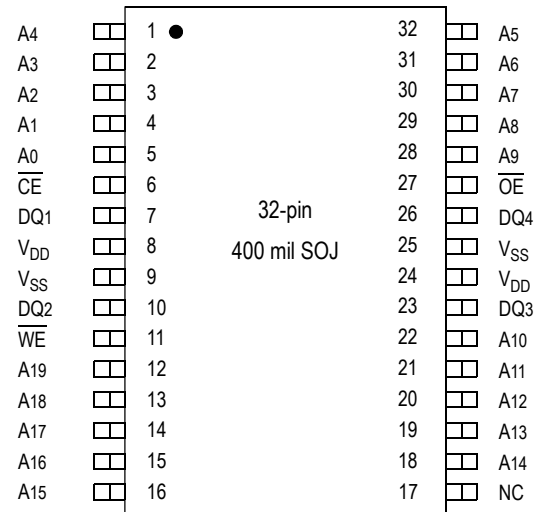 A4 1 32 A5
A3 2 31 A6
A2 3 30 A7
A1 4 29 A8
A0 5 28 A9
C̅E̅ 6 27 O̅E̅
DQ1 7 32-pin 26 DQ4
VDD 8 400 mil SOJ 25 VSS
VSS 9 24 VDD
DQ2 10 23 DQ3
W̅E̅ 11 22 A10
A19 12 21 A11
A18 13 20 A12
A17 14 19 A13
A16 15 18 A14
A15 16 17 NC